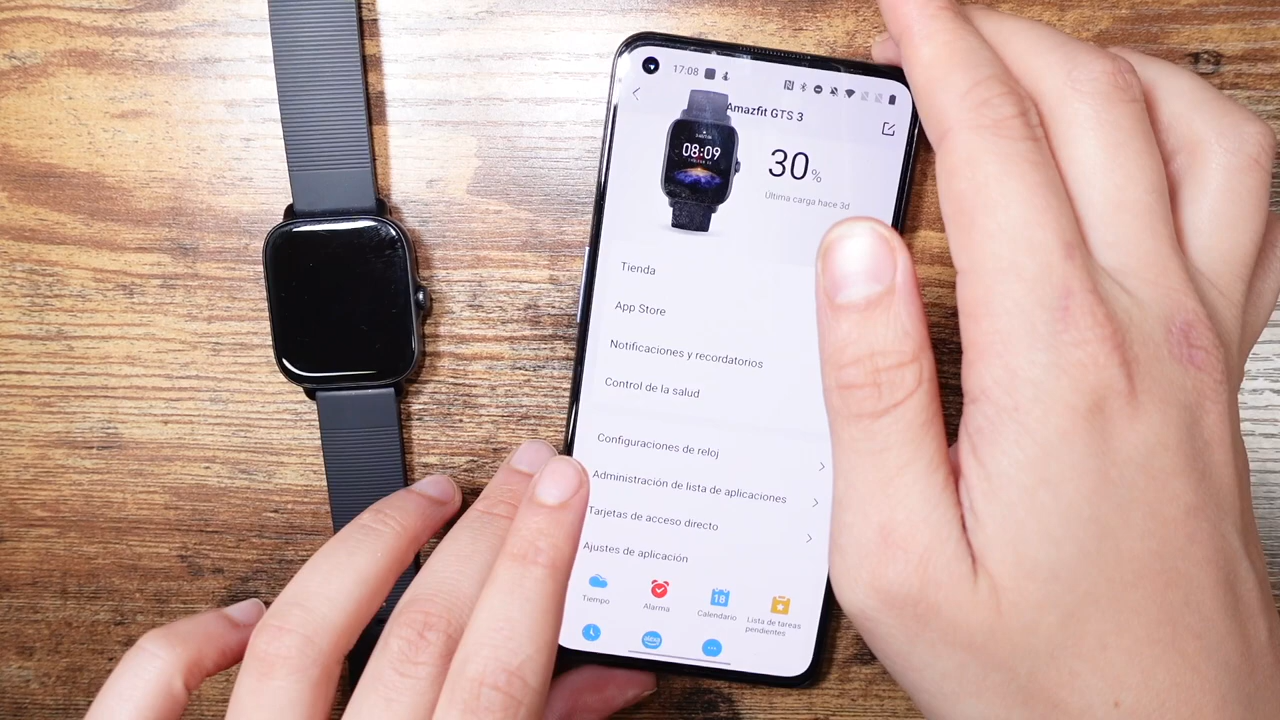 17:08
Amazfit GTS 3
08:09
30%
Última carga hace 3d
Tienda
App Store
Notificaciones y recordatorios
Control de la salud
Configuraciones de reloj
Administración de lista de aplicaciones
Tarjetas de acceso directo
Ajustes de aplicación
18
Tiempo
Alarma
Calendario
Lista de tareas
pendientes
alexa